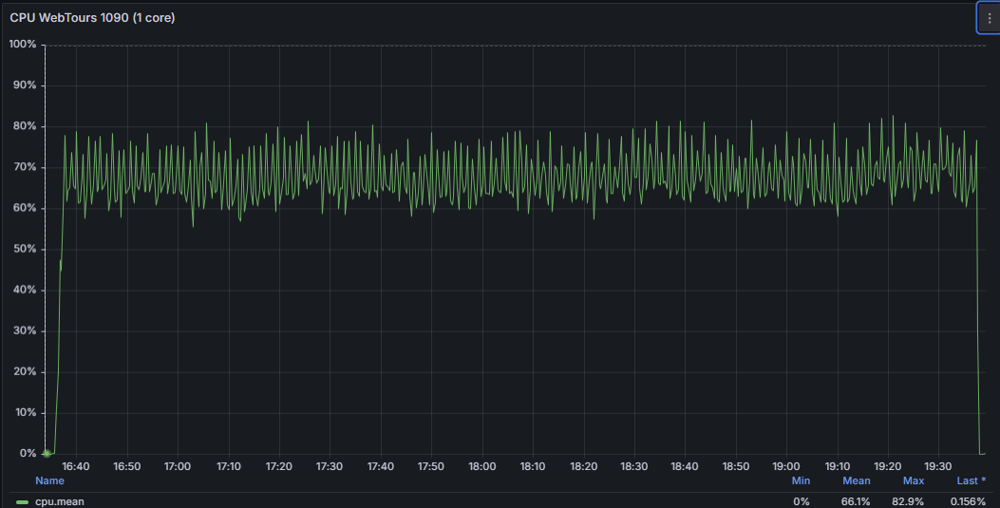 CPU WebTours 1090 (1 core)
100%
90%
80%
70%
60%
50%
40%
30%
20%
10%
0%
16:40 16:50 17:00 17:10 17:20 17:30 17:40 17:50 18:00 18:10 18:20 18:30 18:40 18:50 19:00 19:10 19:20 19:30
Name Min Mean Max Last *
cpu.mean 0% 66.1% 82.9% 0.156%